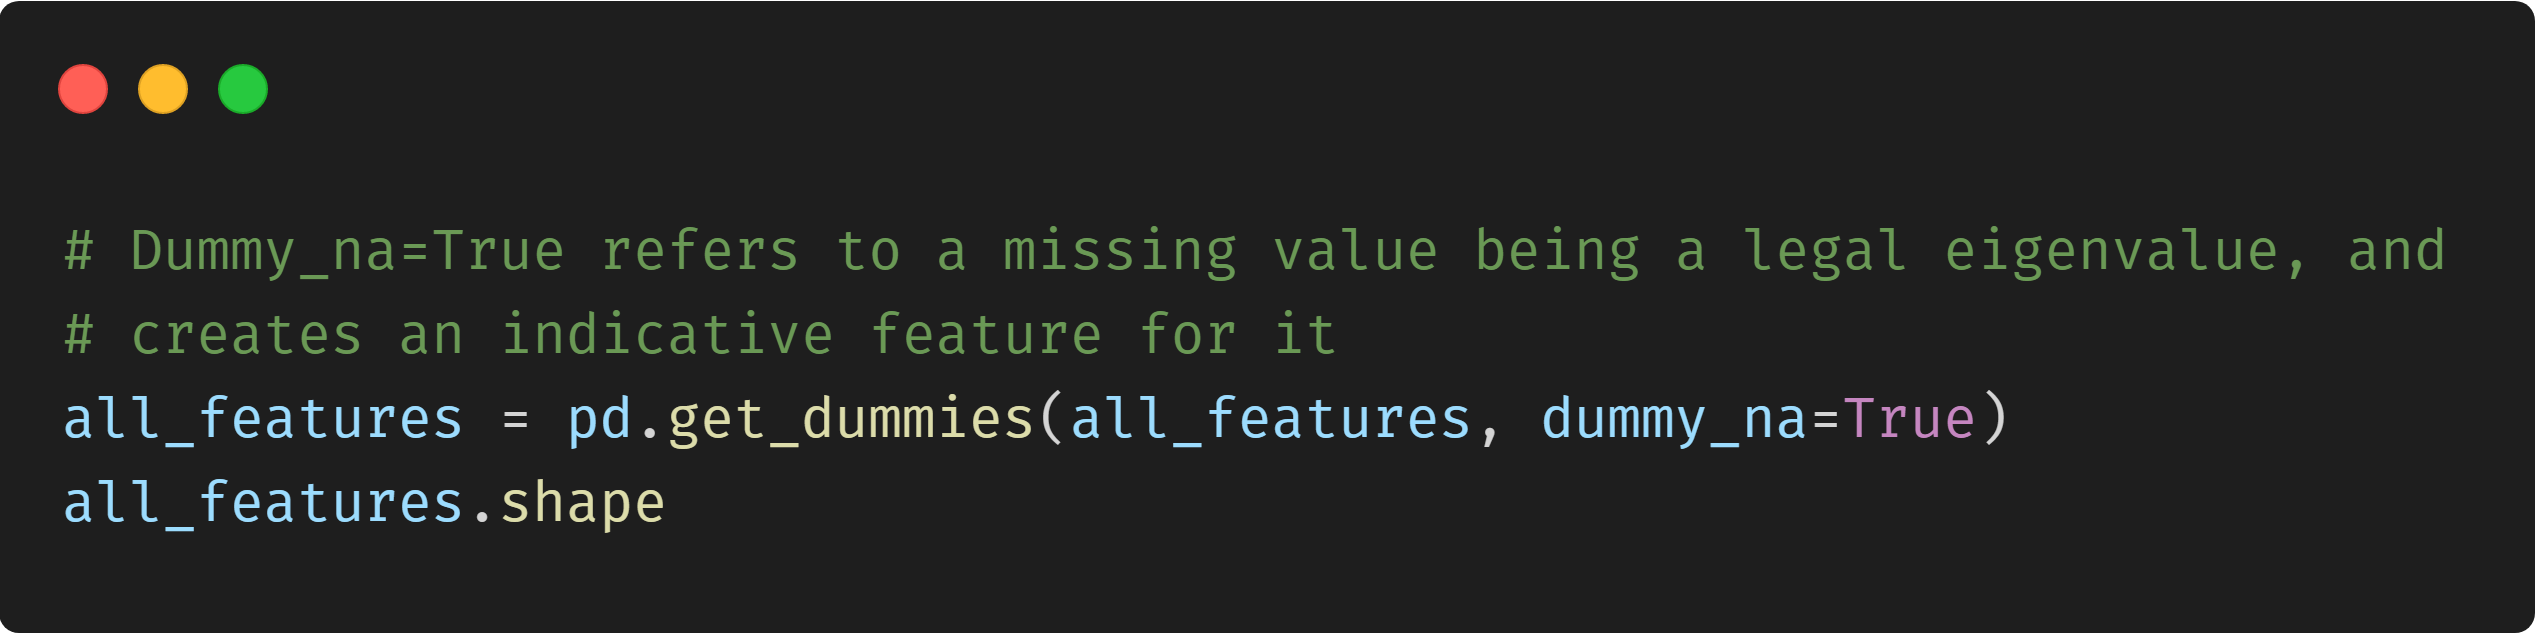 # Dummy_na=True refers to a missing value being a legal eigenvalue, and
# creates an indicative feature for it
all_features = pd.get_dummies(all_features, dummy_na=True)
all_features.shape